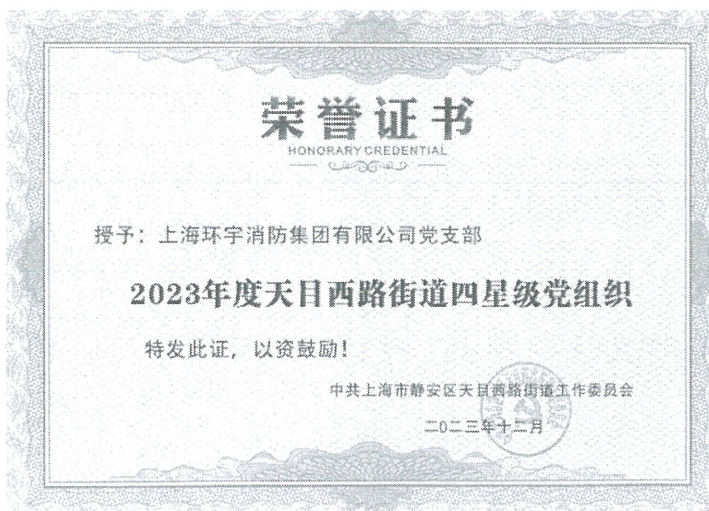 荣誉证书
HONORARY CREDENTIAL
授予：上海环宇消防集团有限公司党支部
2023年度天目西路街道四星级党组织
特发此证，以资鼓励！
中共上海市静安区天目西路街道工作委员会
二0二三年十二月